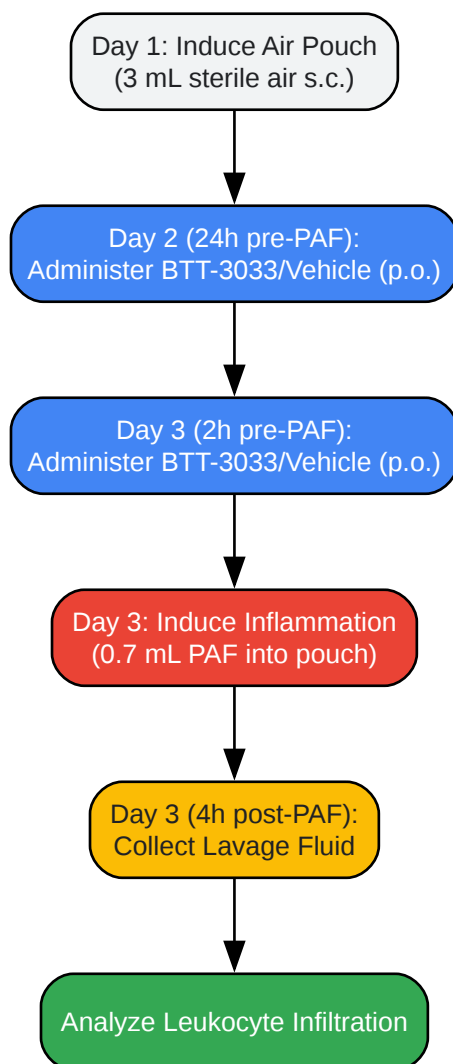 Day 1: Induce Air Pouch
(3 mL sterile air s.c.)
Day 2 (24h pre-PAF):
Administer BTT-3033/Vehicle (p.o.)
Day 3 (2h pre-PAF):
Administer BTT-3033/Vehicle (p.o.)
Day 3: Induce Inflammation
(0.7 mL PAF into pouch)
Day 3 (4h post-PAF):
Collect Lavage Fluid
Analyze Leukocyte Infiltration